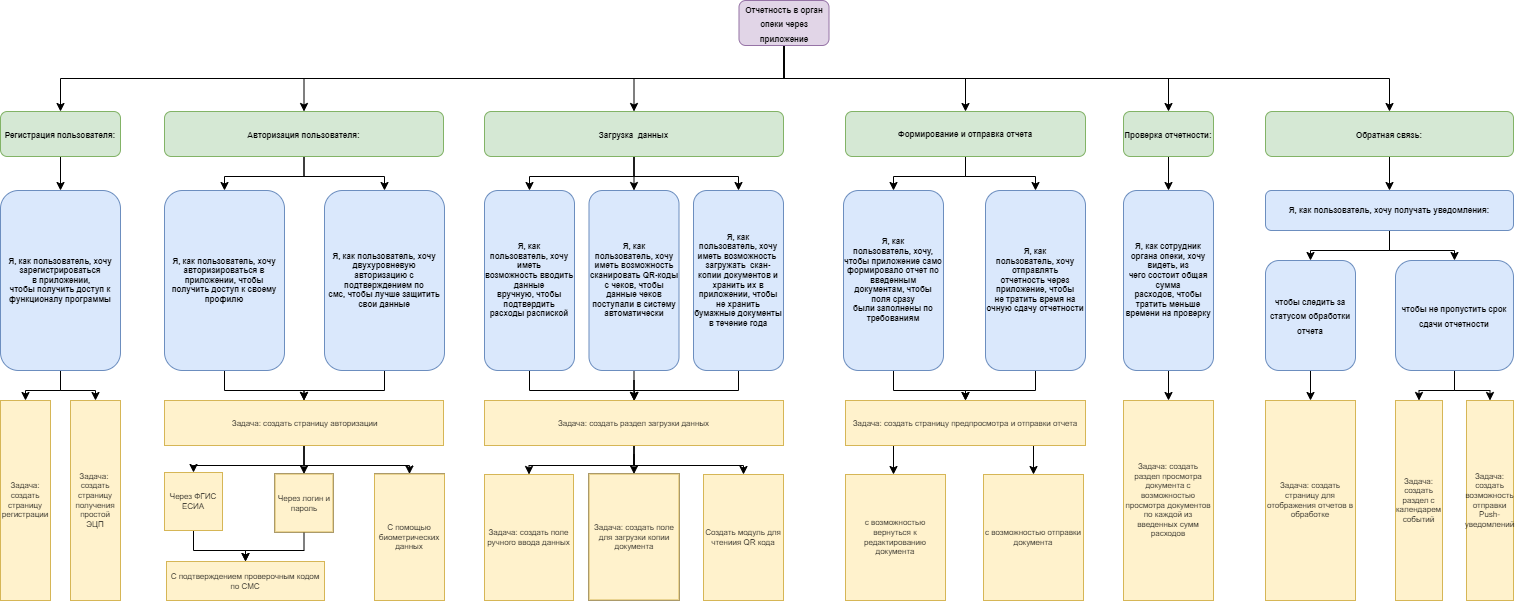 Отчетность в орган
опеки через
приложение
Регистрация пользователя:
Авторизация пользователя:
Загрузка данных
Формирование и отправка отчета
Проверка отчетности:
Обратная связь:
Я, как пользователь, хочу
зарегистрироваться
в приложении,
чтобы получить доступ к
функционалу программы
Я, как пользователь, хочу
авторизироваться в
приложении, чтобы
получить доступ к своему
профилю
Я, как пользователь, хочу
двухуровневую
авторизацию с
подтверждением по
смс, чтобы лучше защитить
свои данные
Я, как
пользователь, хочу
иметь
возможность вводить
данные
вручную, чтобы
подтвердить
расходы распиской
Я, как
пользователь, хочу
иметь возможность
сканировать QR-коды
с чеков, чтобы
данные чеков
поступали в систему
автоматически
Я, как
пользователь, хочу
иметь возможность
загружать скан-
копии документов и
хранить их в
приложении, чтобы
не хранить
бумажные документы
в течение года
Я, как
пользователь, хочу,
чтобы приложение само
формировало отчет по
введенным
документам, чтобы
поля сразу
были заполнены по
требованиям
Я, как
пользователь, хочу
отправлять
отчетность через
приложение, чтобы
не тратить время на
очную сдачу отчетности
Я, как сотрудник
органа опеки, хочу
видеть, из
чего состоит общая
сумма
расходов, чтобы
тратить меньше
времени на проверку
Я, как пользователь, хочу получать уведомления:
чтобы следить за
статусом обработки
отчета
чтобы не пропустить срок
сдачи отчетности
Задача:
создать
страницу
регистрации
Задача:
создать
страницу
получения
простой
ЭЦП
Задача: создать страницу авторизации
Через ФГИС
ЕСИА
Через логин и
пароль
С помощью
биометрических
данных
С подтверждением проверочным кодом
по СМС
Задача: создать раздел загрузки данных
Задача: создать поле
ручного ввода данных
Задача: создать поле
для загрузки копии
документа
Создать модуль для
чтениия QR кода
Задача: создать страницу предпросмотра и отправки отчета
с возможностью
вернуться к
редактированию
документа
с возможностью отправки
документа
Задача: создать
раздел просмотра
документа с
возможностью
просмотра документов
по каждой из
введенных сумм
расходов
Задача: создать
страницу для
отображения отчетов в
обработке
Задача:
создать
раздел с
календарем
событий
Задача:
создать
возможность
отправки
Push-
уведомлений